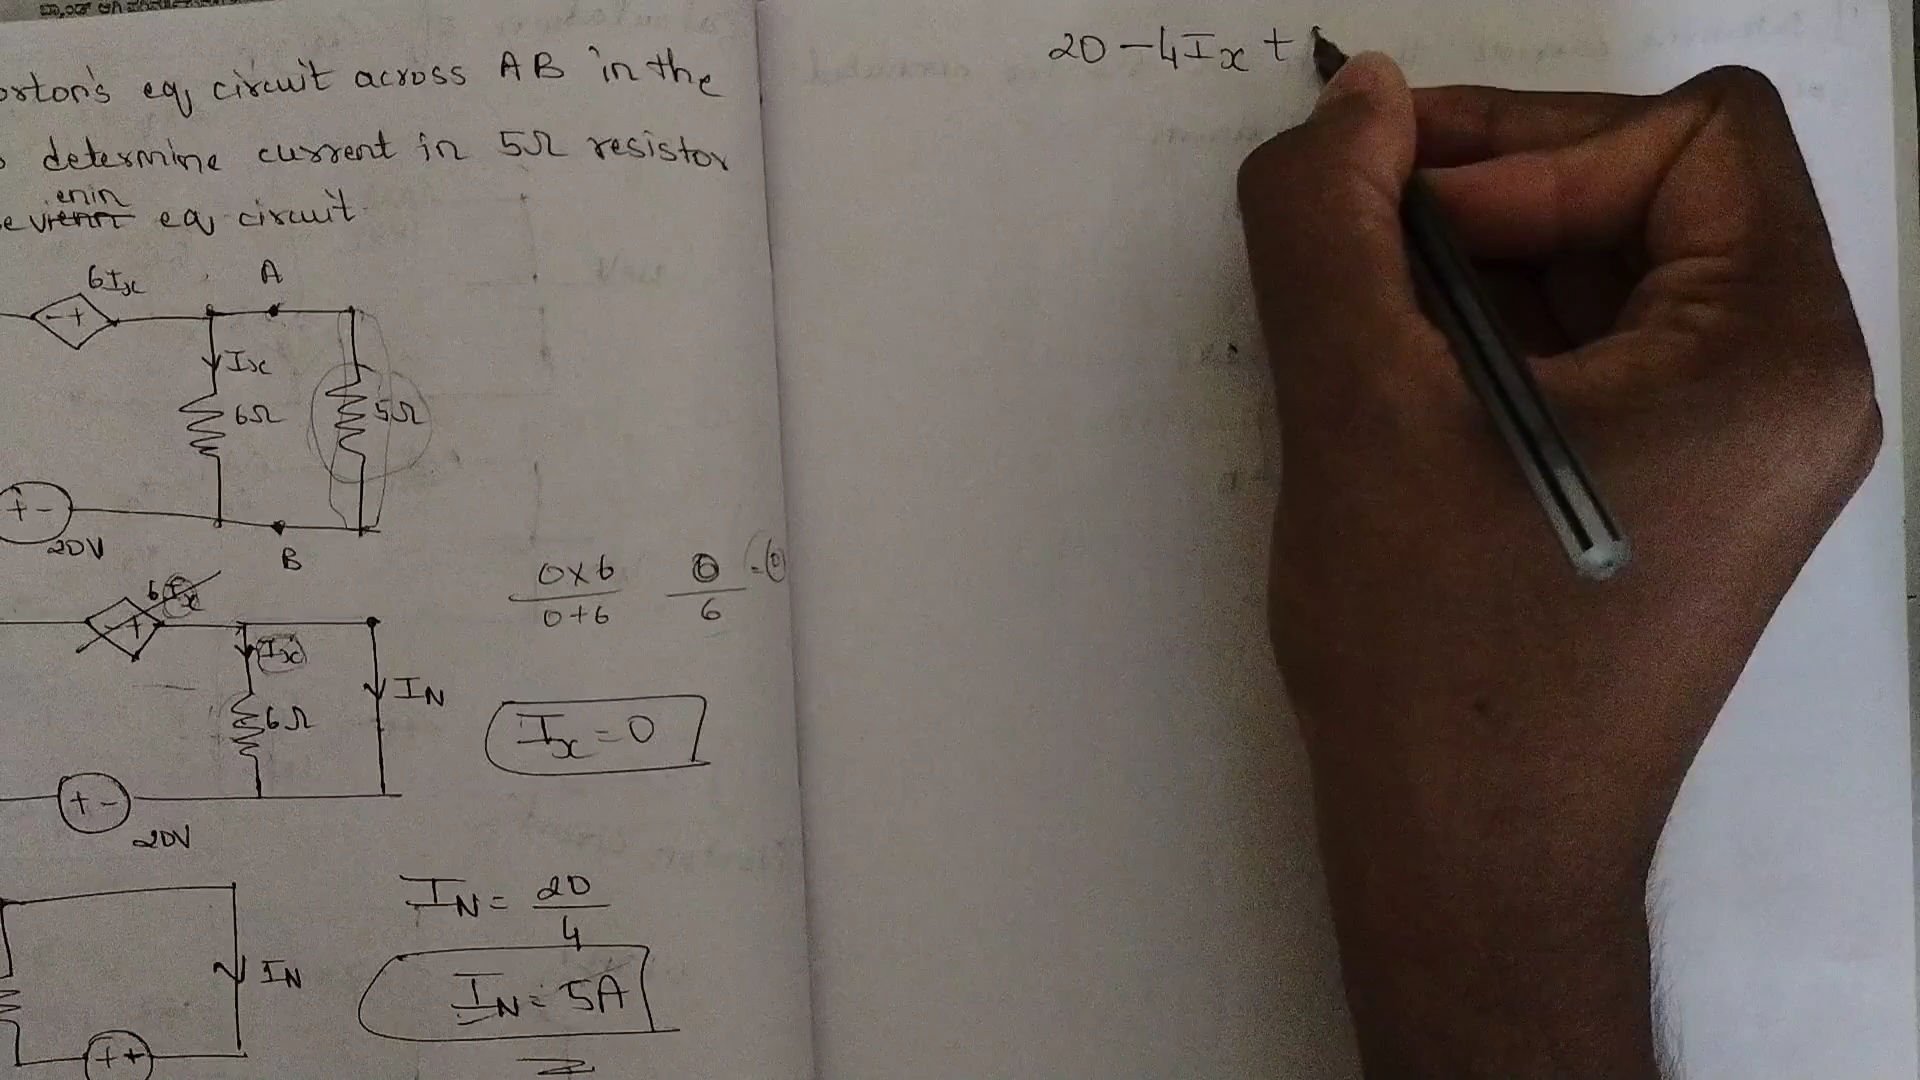 eq circuit across AB in the
determine current in 5Ω resistor
enin
eq circuit
6Ix
A
Ix
6Ω
5Ω
- +
+ -
20V
B
6Ix
- +
Ix
IN
6Ω
+ -
20V
0×6
0+6
0
6
= 0
Ix = 0
IN = 20
4
IN = 5A
IN
20 - 4Ix +